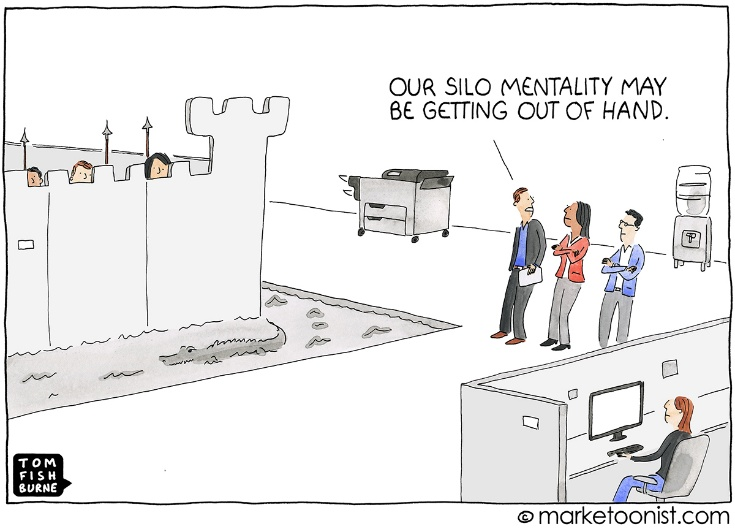 OUR SILO MENTALITY MAY
BE GETTING OUT OF HAND.
TOM
FISH
BURNE
© marketoonist.com